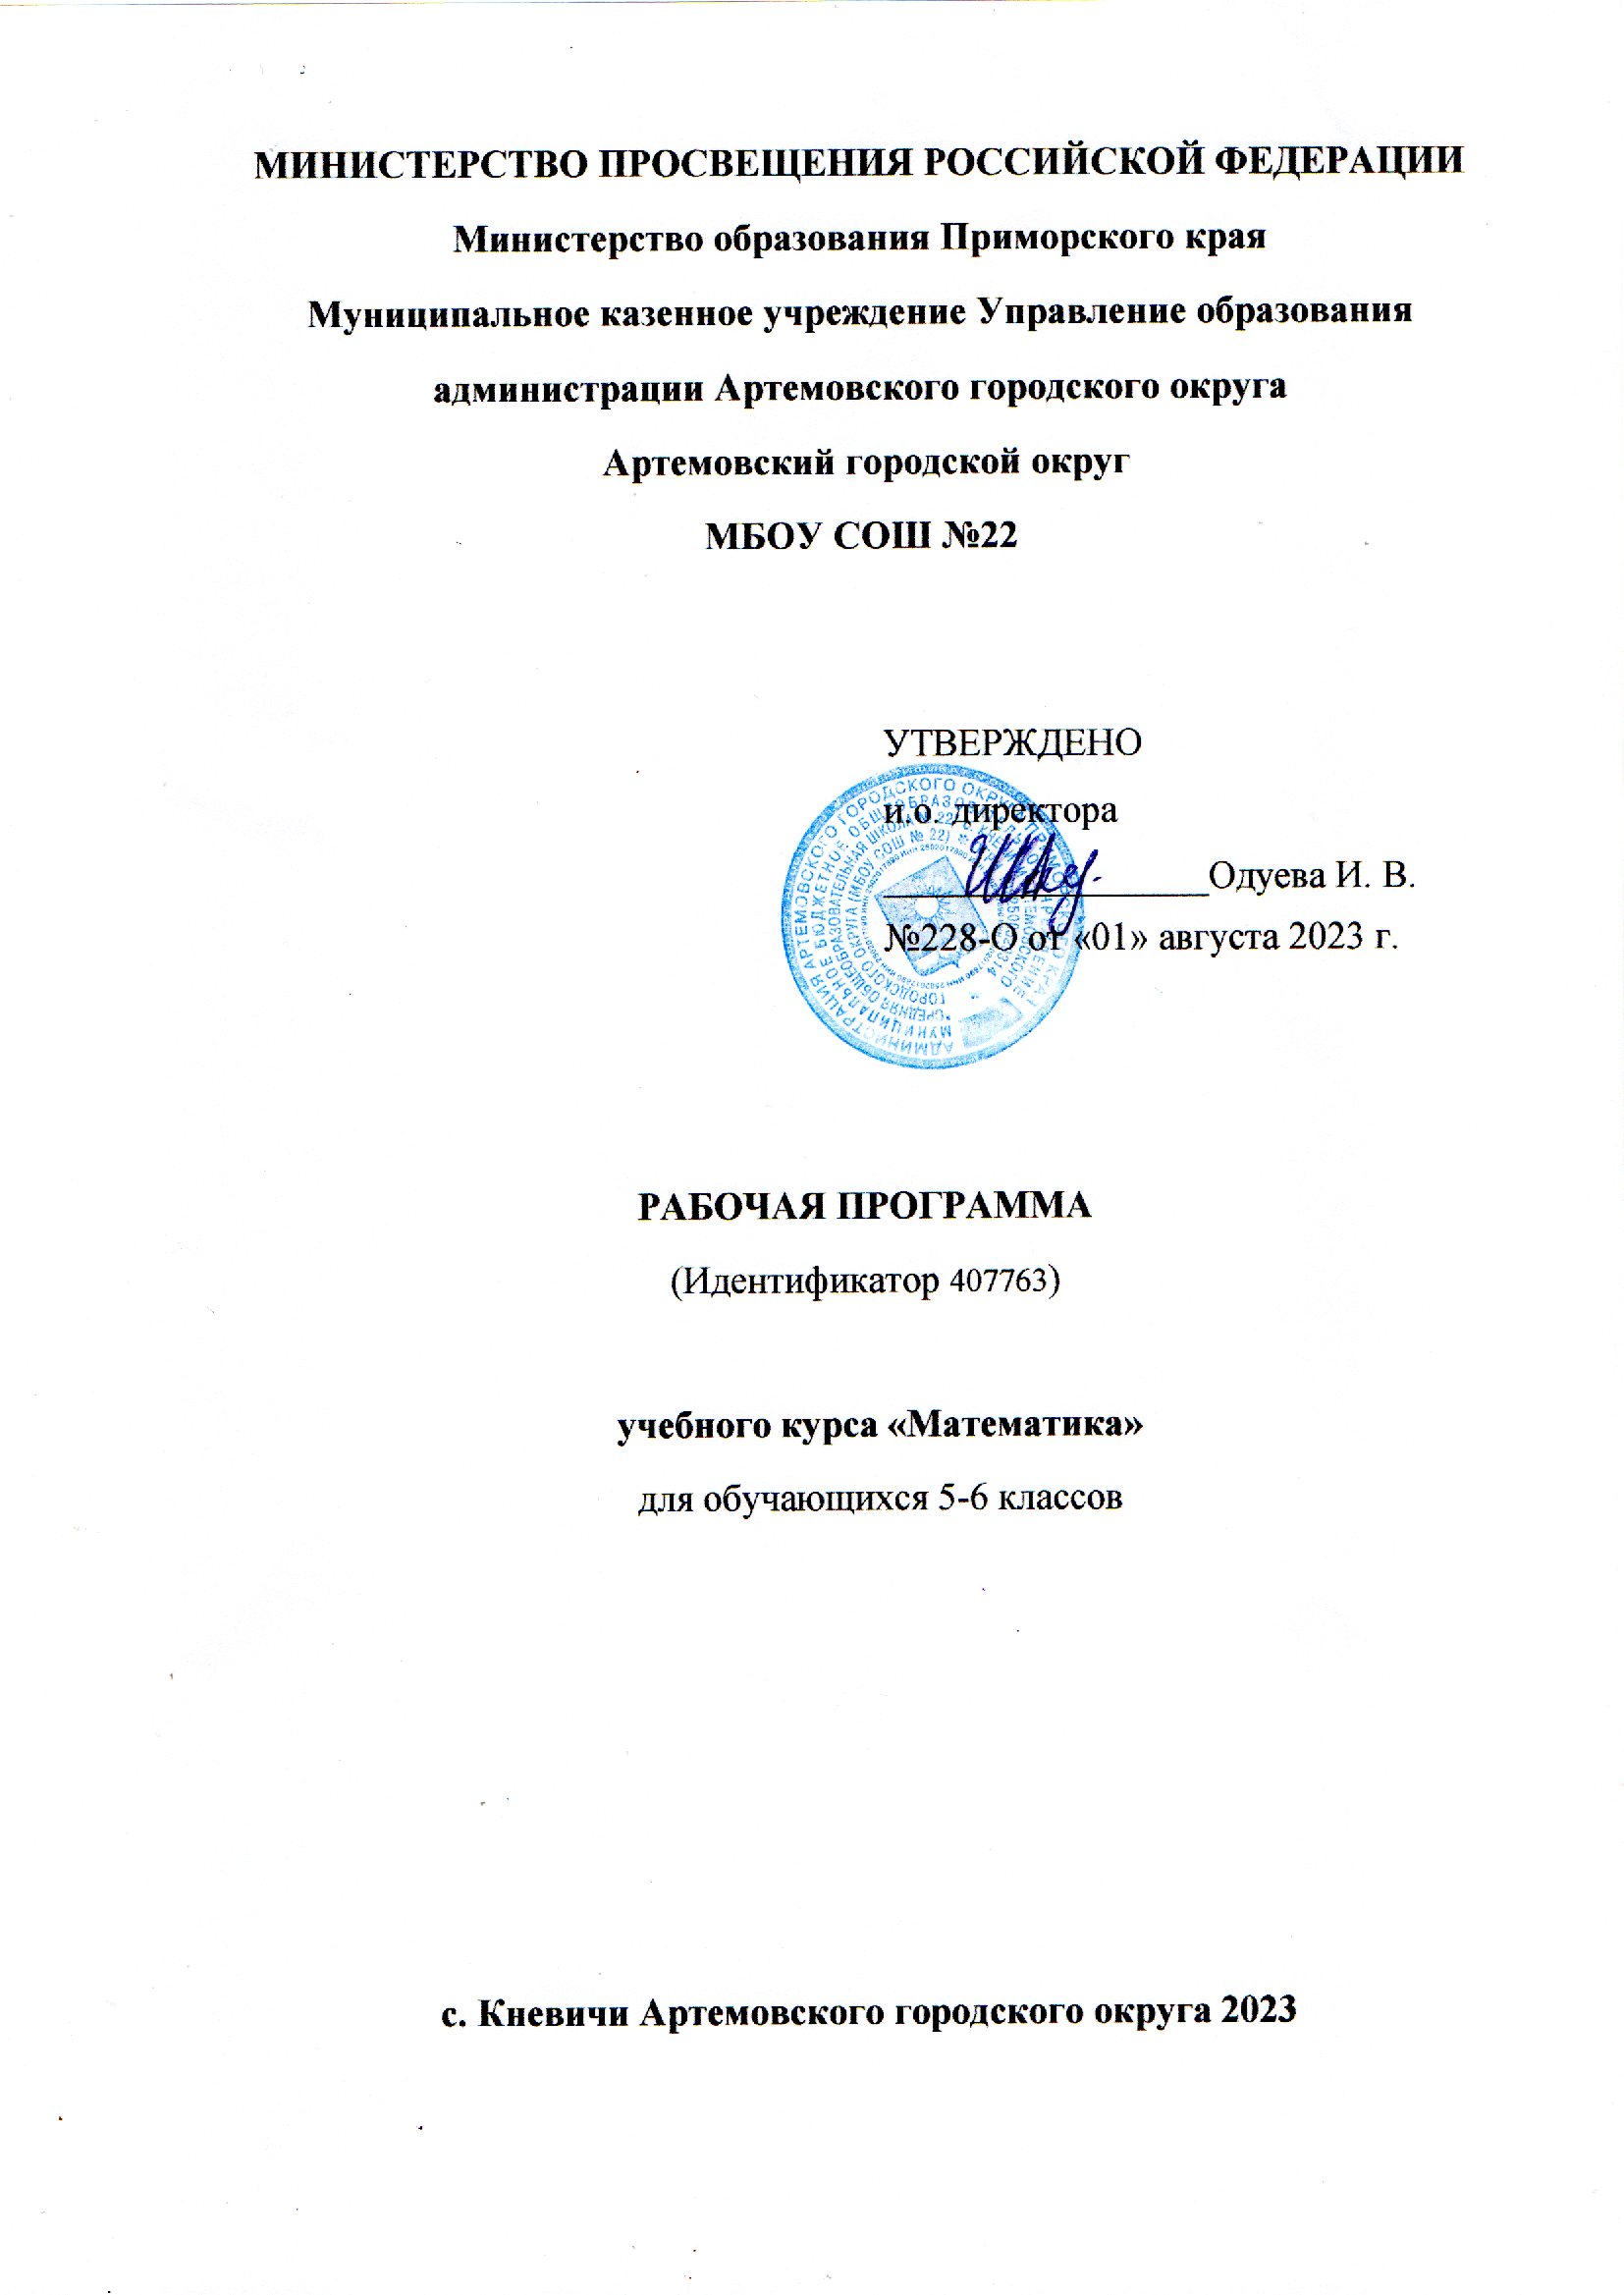 МИНИСТЕРСТВО ПРОСВЕЩЕНИЯ РОССИЙСКОЙ ФЕДЕРАЦИИ
Министерство образования Приморского края
Муниципальное казенное учреждение Управление образования
администрации Артемовского городского округа
Артемовский городской округ
МБОУ СОШ №22
УТВЕРЖДЕНО
и.о. директора
Одуева И. В.
№228-О от «01» августа 2023 г.
РАБОЧАЯ ПРОГРАММА
(Идентификатор 407763)
учебного курса «Математика»
для обучающихся 5-6 классов
с. Кневичи Артемовского городского округа 2023